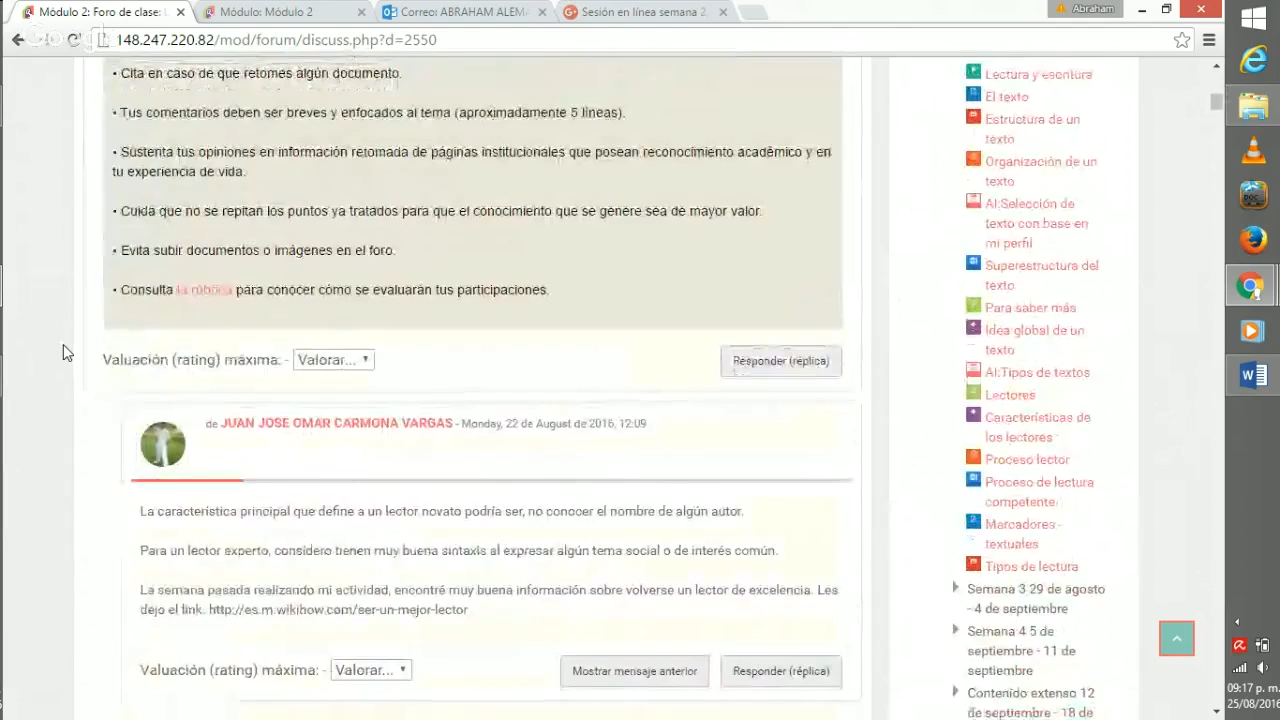 Módulo 2: Foro de clase:
Módulo: Módulo 2
Correo: ABRAHAM ALEM
Sesión en línea semana 2
Abraham
148.247.220.82/mod/forum/discuss.php?d=2550
• Cita en caso de que retomes algún documento.
• Tus comentarios deben ser breves y enfocados al tema (aproximadamente 5 líneas).
• Sustenta tus opiniones en información retomada de páginas institucionales que posean reconocimiento académico y en
tu experiencia de vida.
• Cuida que no se repitan los puntos ya tratados para que el conocimiento que se genere sea de mayor valor.
• Evita subir documentos o imágenes en el foro.
• Consulta la rúbrica para conocer cómo se evaluarán tus participaciones.
Valuación (rating) máxima: - Valorar...
Responder (réplica)
de JUAN JOSE OMAR CARMONA VARGAS - Monday, 22 de August de 2016, 12:09
La característica principal que define a un lector novato podría ser, no conocer el nombre de algún autor.
Para un lector experto, considero tienen muy buena sintaxis al expresar algún tema social o de interés común.
La semana pasada realizando mi actividad, encontré muy buena información sobre volverse un lector de excelencia. Les
dejo el link. http://es.m.wikihow.com/ser-un-mejor-lector
Valuación (rating) máxima: - Valorar...
Mostrar mensaje anterior
Responder (réplica)
Lectura y escritura
El texto
Estructura de un
texto
Organización de un
texto
AI:Selección de
texto con base en
mi perfil
Superestructura del
texto
Para saber más
Idea global de un
texto
AI:Tipos de textos
Lectores
Características de
los lectores
Proceso lector
Proceso de lectura
competente
Marcadores
textuales
Tipos de lectura
Semana 3 29 de agosto
- 4 de septiembre
Semana 4 5 de
septiembre - 11 de
septiembre
Contenido extenso 12
de septiembre - 18 de
09:17 p. m.
25/08/2016